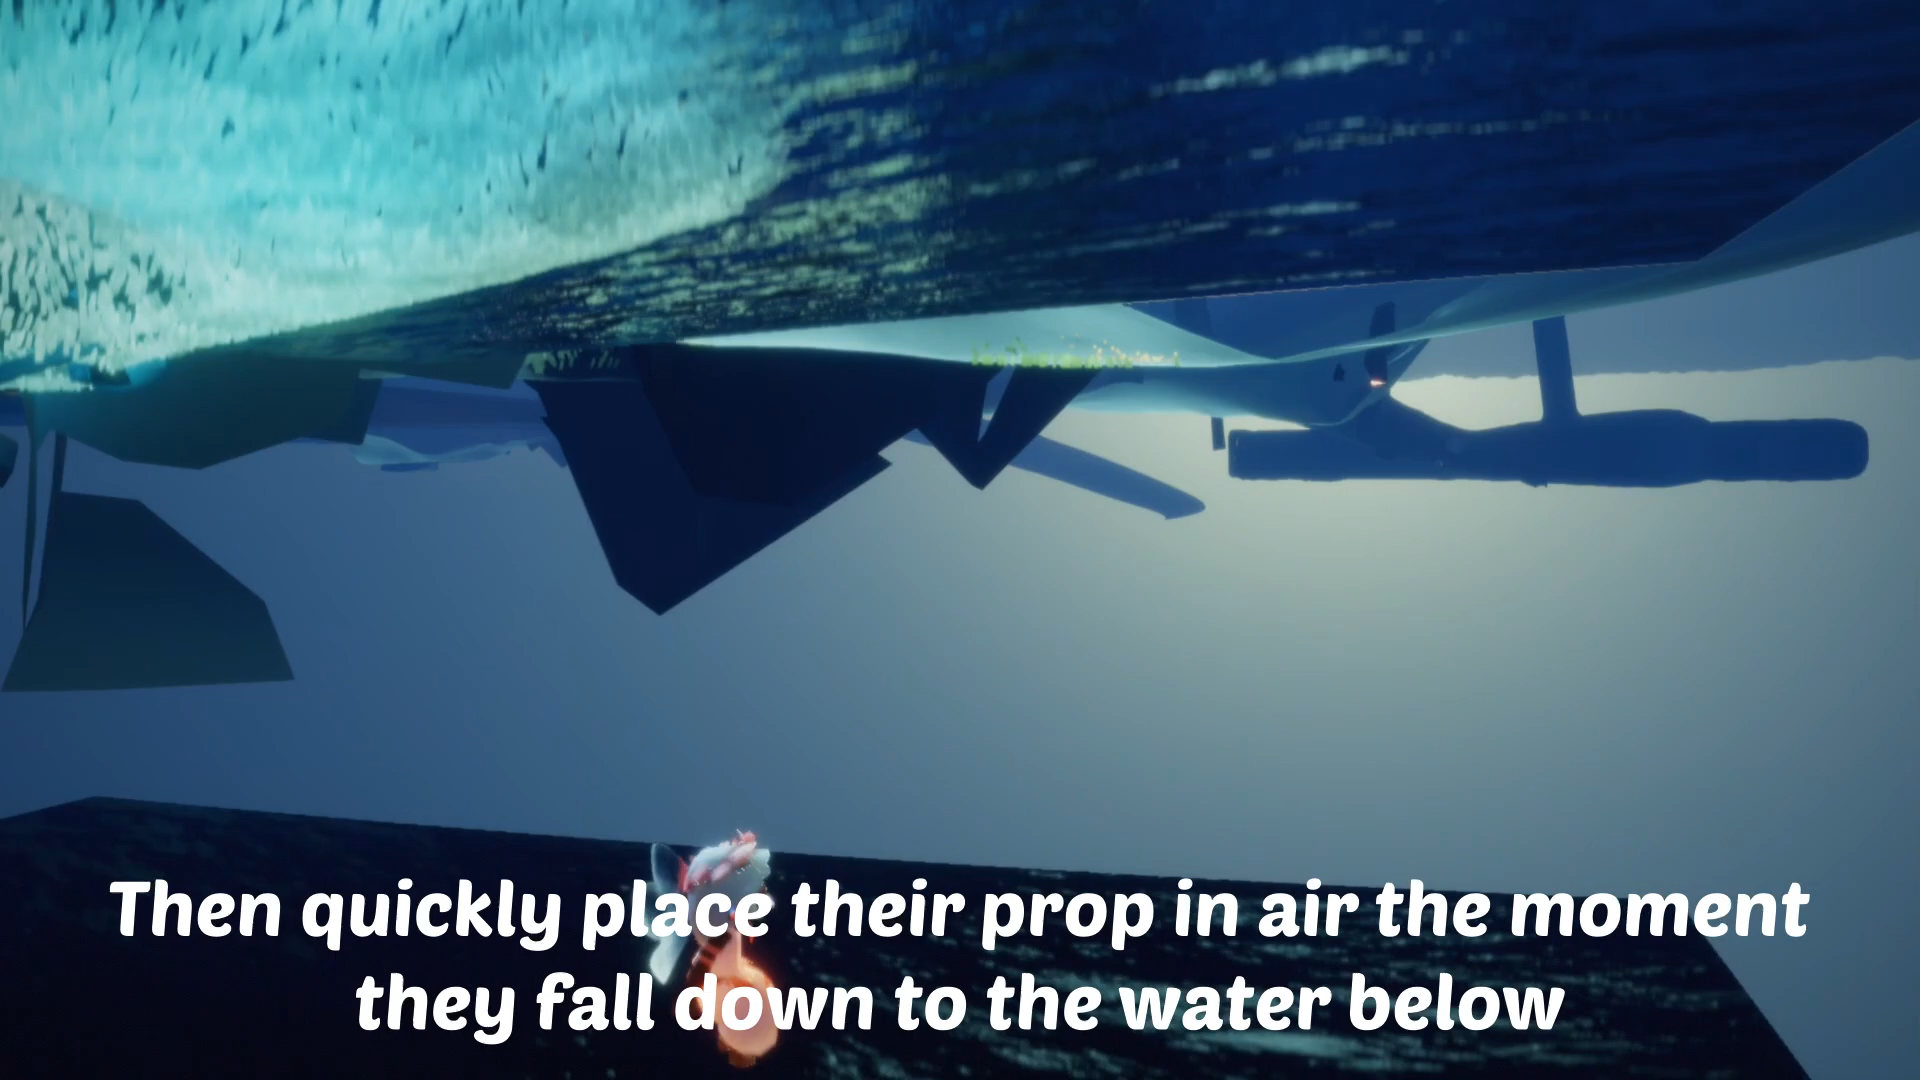 Then quickly place their prop in air the moment
they fall down to the water below